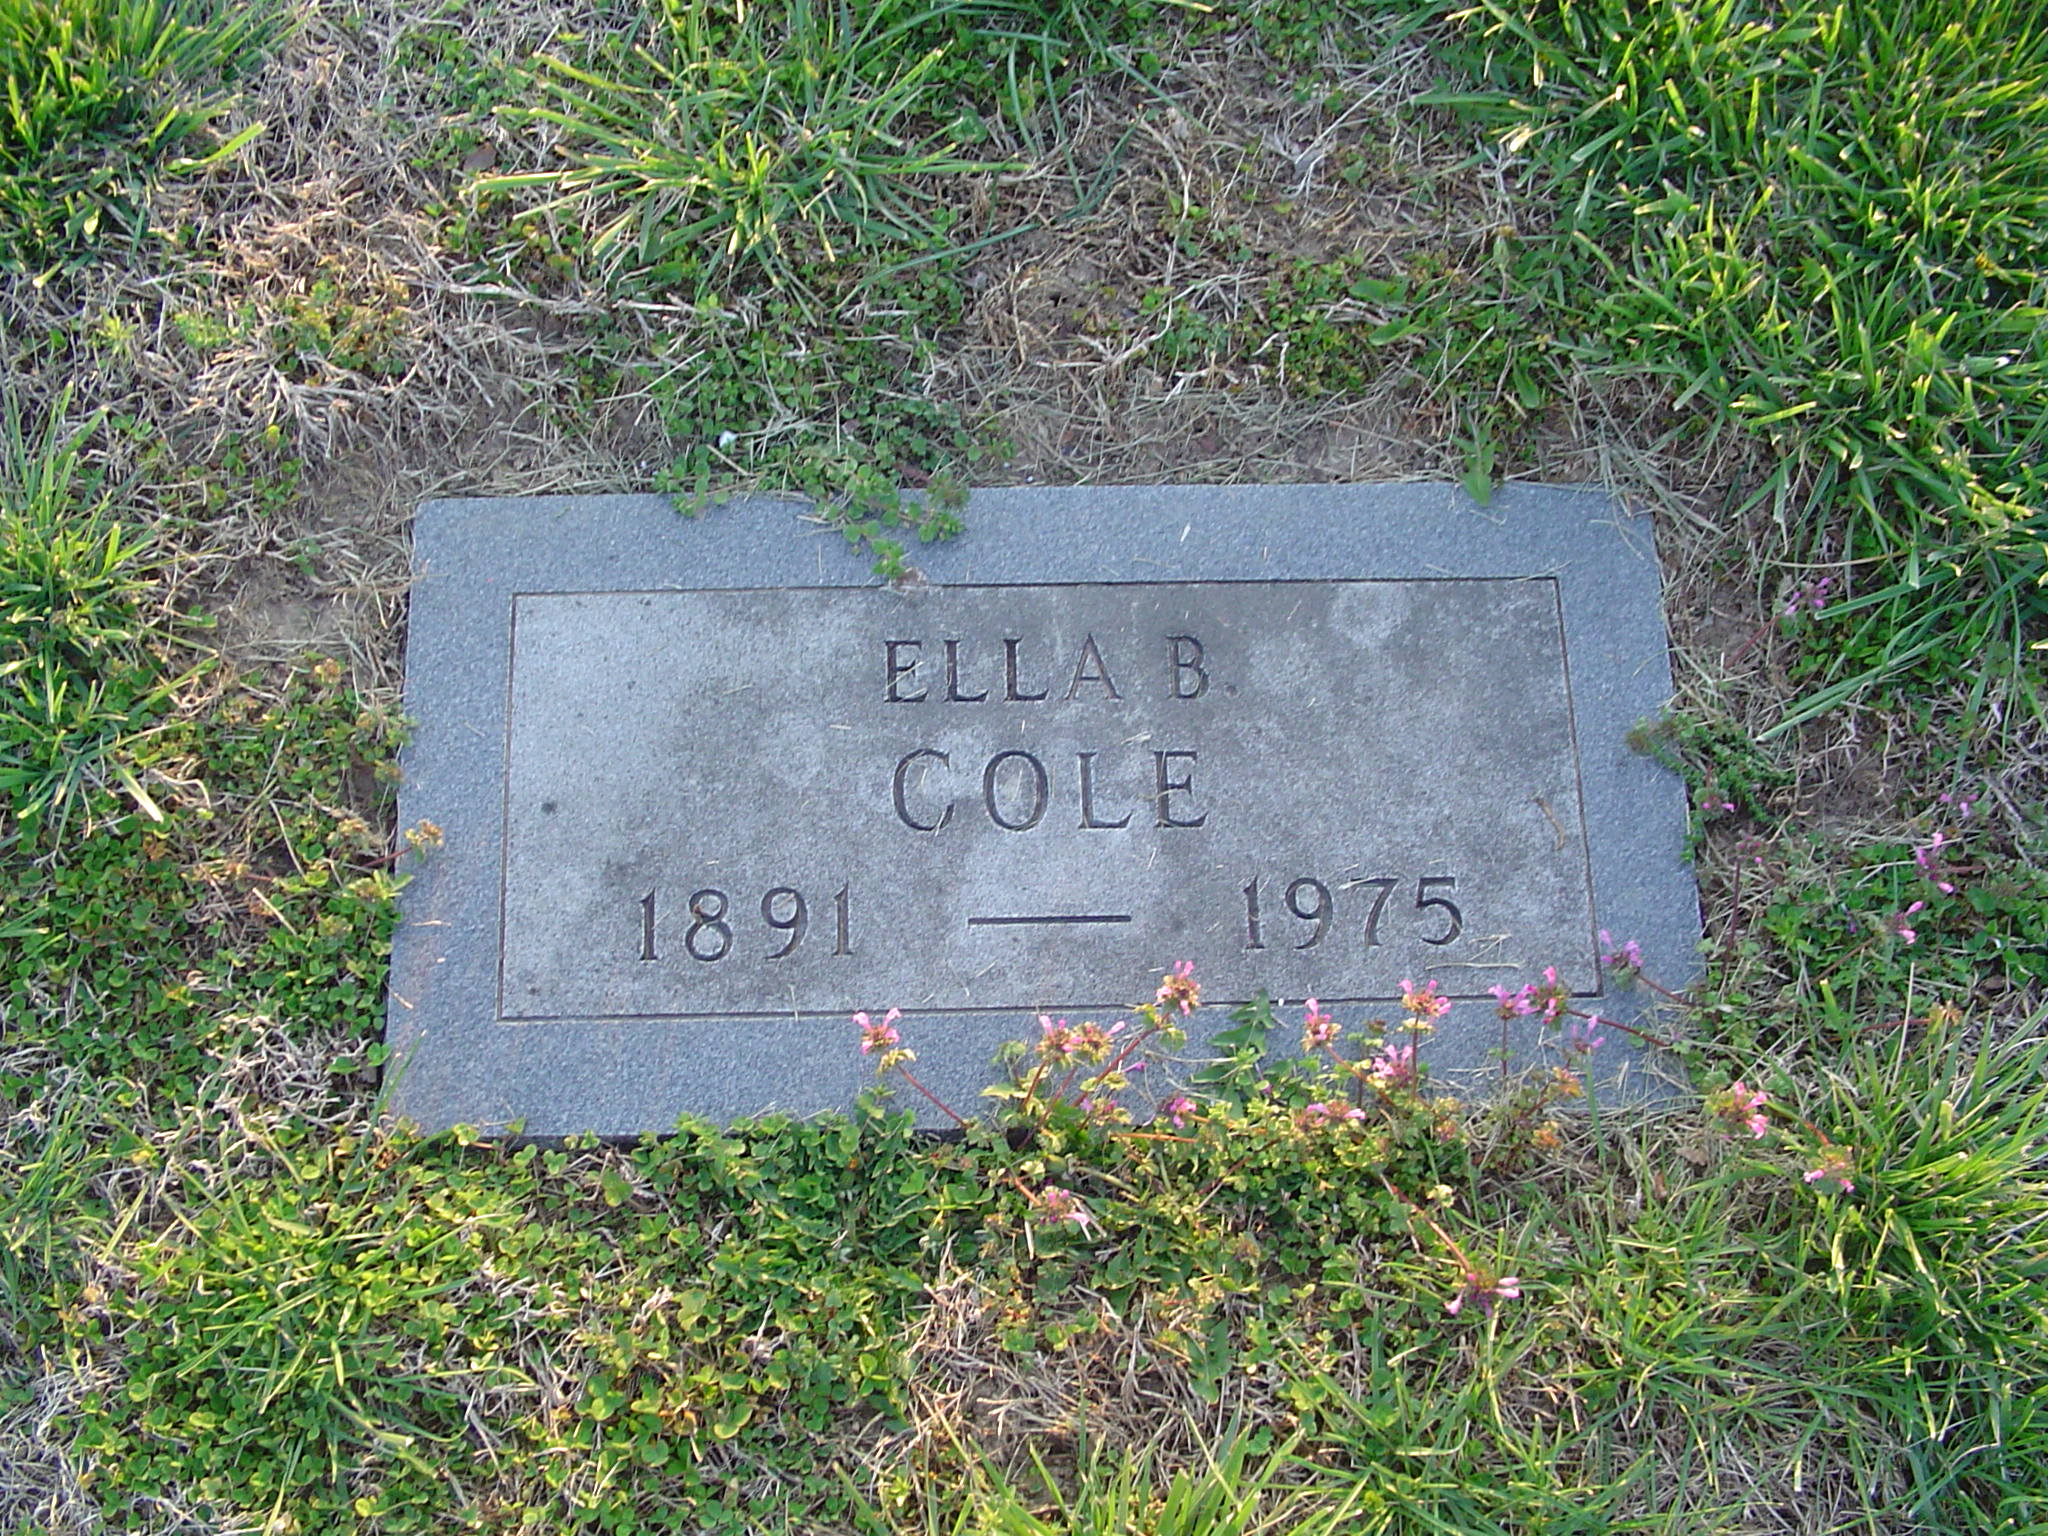 ELLA B.
COLE
1891 — 1975